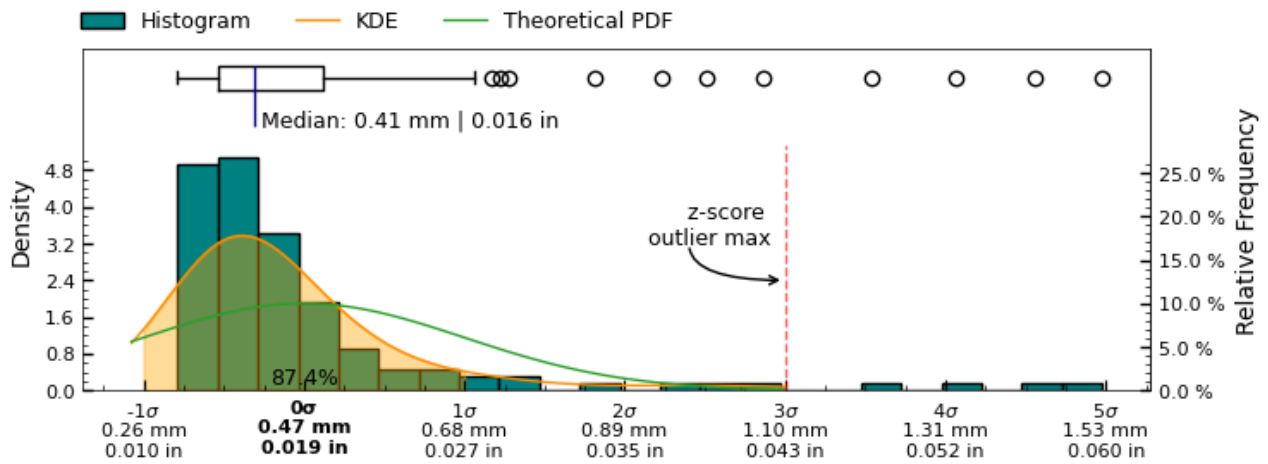 Histogram KDE Theoretical PDF
Median: 0.41 mm | 0.016 in
Density
4.8
4.0
3.2
2.4
1.6
0.8
0.0
z-score
outlier max
87.4%
25.0 %
20.0 %
15.0 %
10.0 %
5.0 %
0.0 %
Relative Frequency
-1σ 0σ 1σ 2σ 3σ 4σ 5σ
0.26 mm 0.47 mm 0.68 mm 0.89 mm 1.10 mm 1.31 mm 1.53 mm
0.010 in 0.019 in 0.027 in 0.035 in 0.043 in 0.052 in 0.060 in